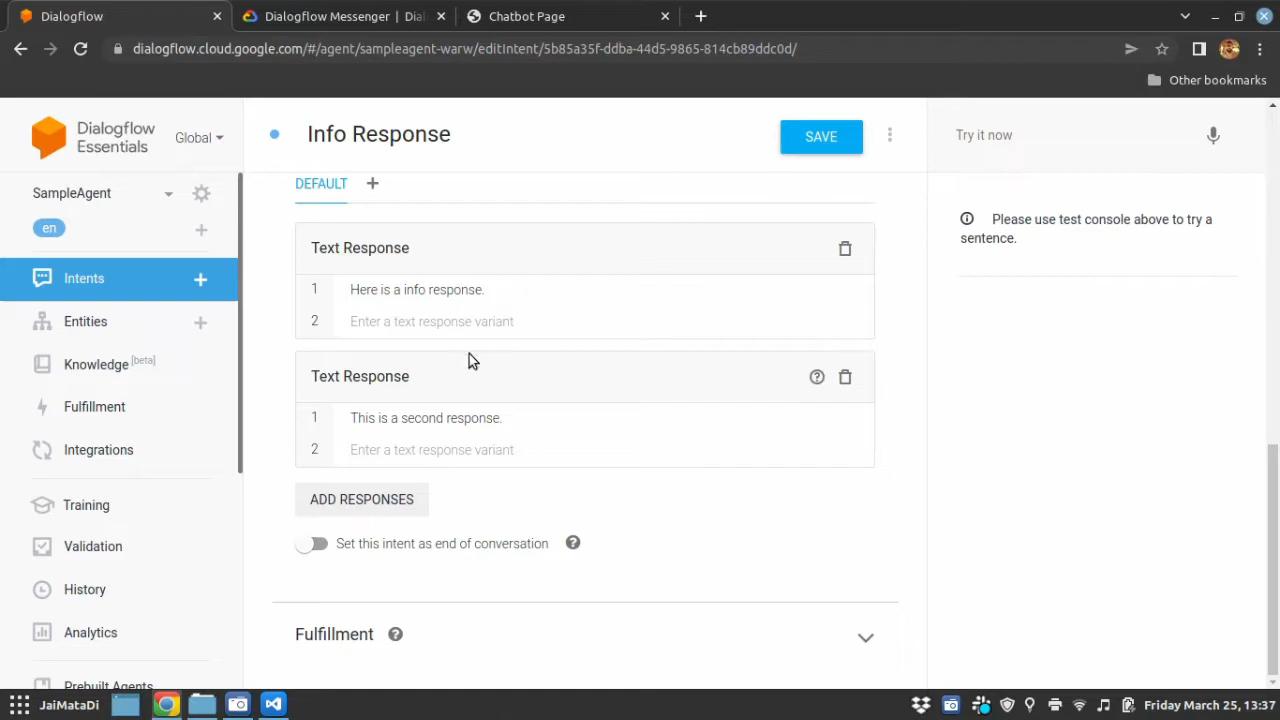 Dialogflow
Dialogflow Messenger | Dial
Chatbot Page
dialogflow.cloud.google.com/#/agent/sampleagent-warw/editIntent/5b85a35f-ddba-44d5-9865-814cb89ddc0d/
Other bookmarks
Dialogflow
Essentials
Global
Info Response
SAVE
Try it now
SampleAgent
en
DEFAULT
Please use test console above to try a
sentence.
Intents
Entities
Knowledge [beta]
Fulfillment
Integrations
Training
Validation
History
Analytics
Prebuilt Agents
Text Response
1 Here is a info response.
2 Enter a text response variant
Text Response
1 This is a second response.
2 Enter a text response variant
ADD RESPONSES
Set this intent as end of conversation
Fulfillment
JaiMataDi
Friday March 25, 13:37